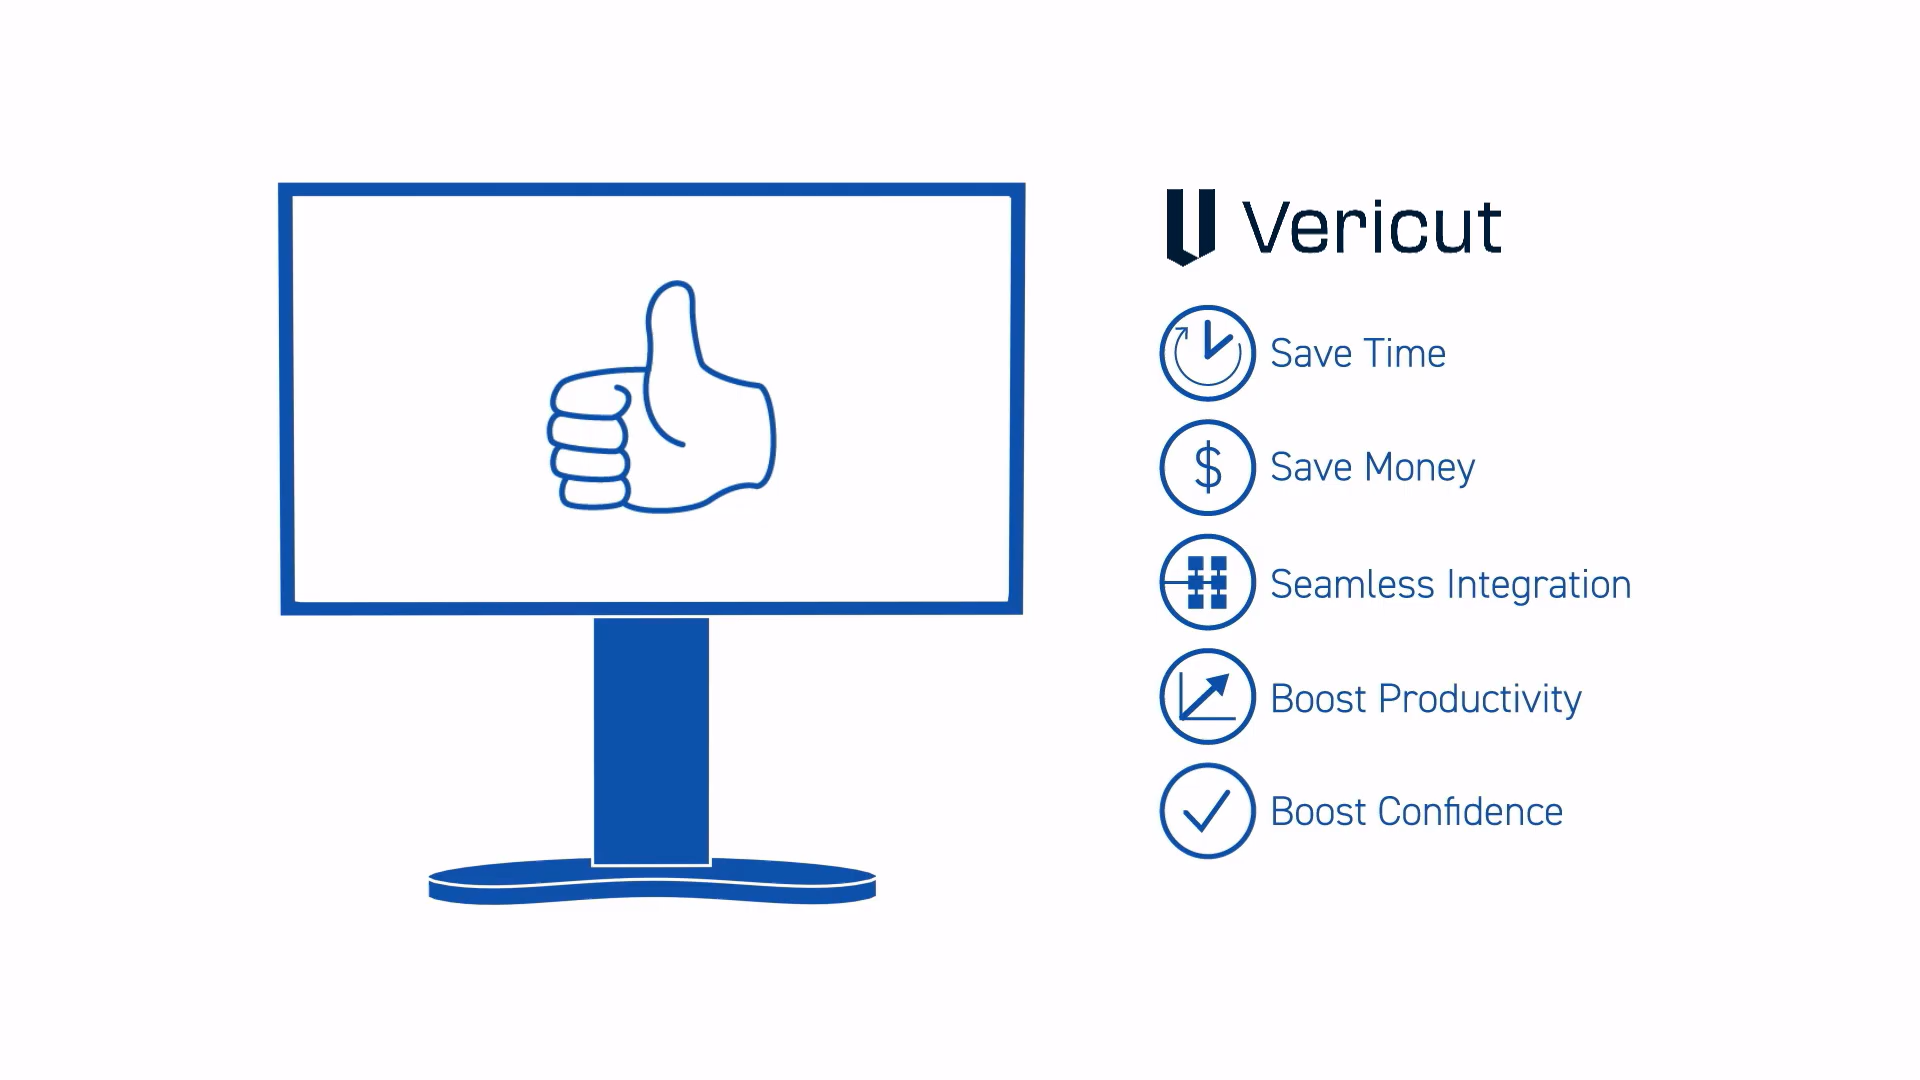 Vericut
Save Time
$
Save Money
Seamless Integration
Boost Productivity
Boost Confidence